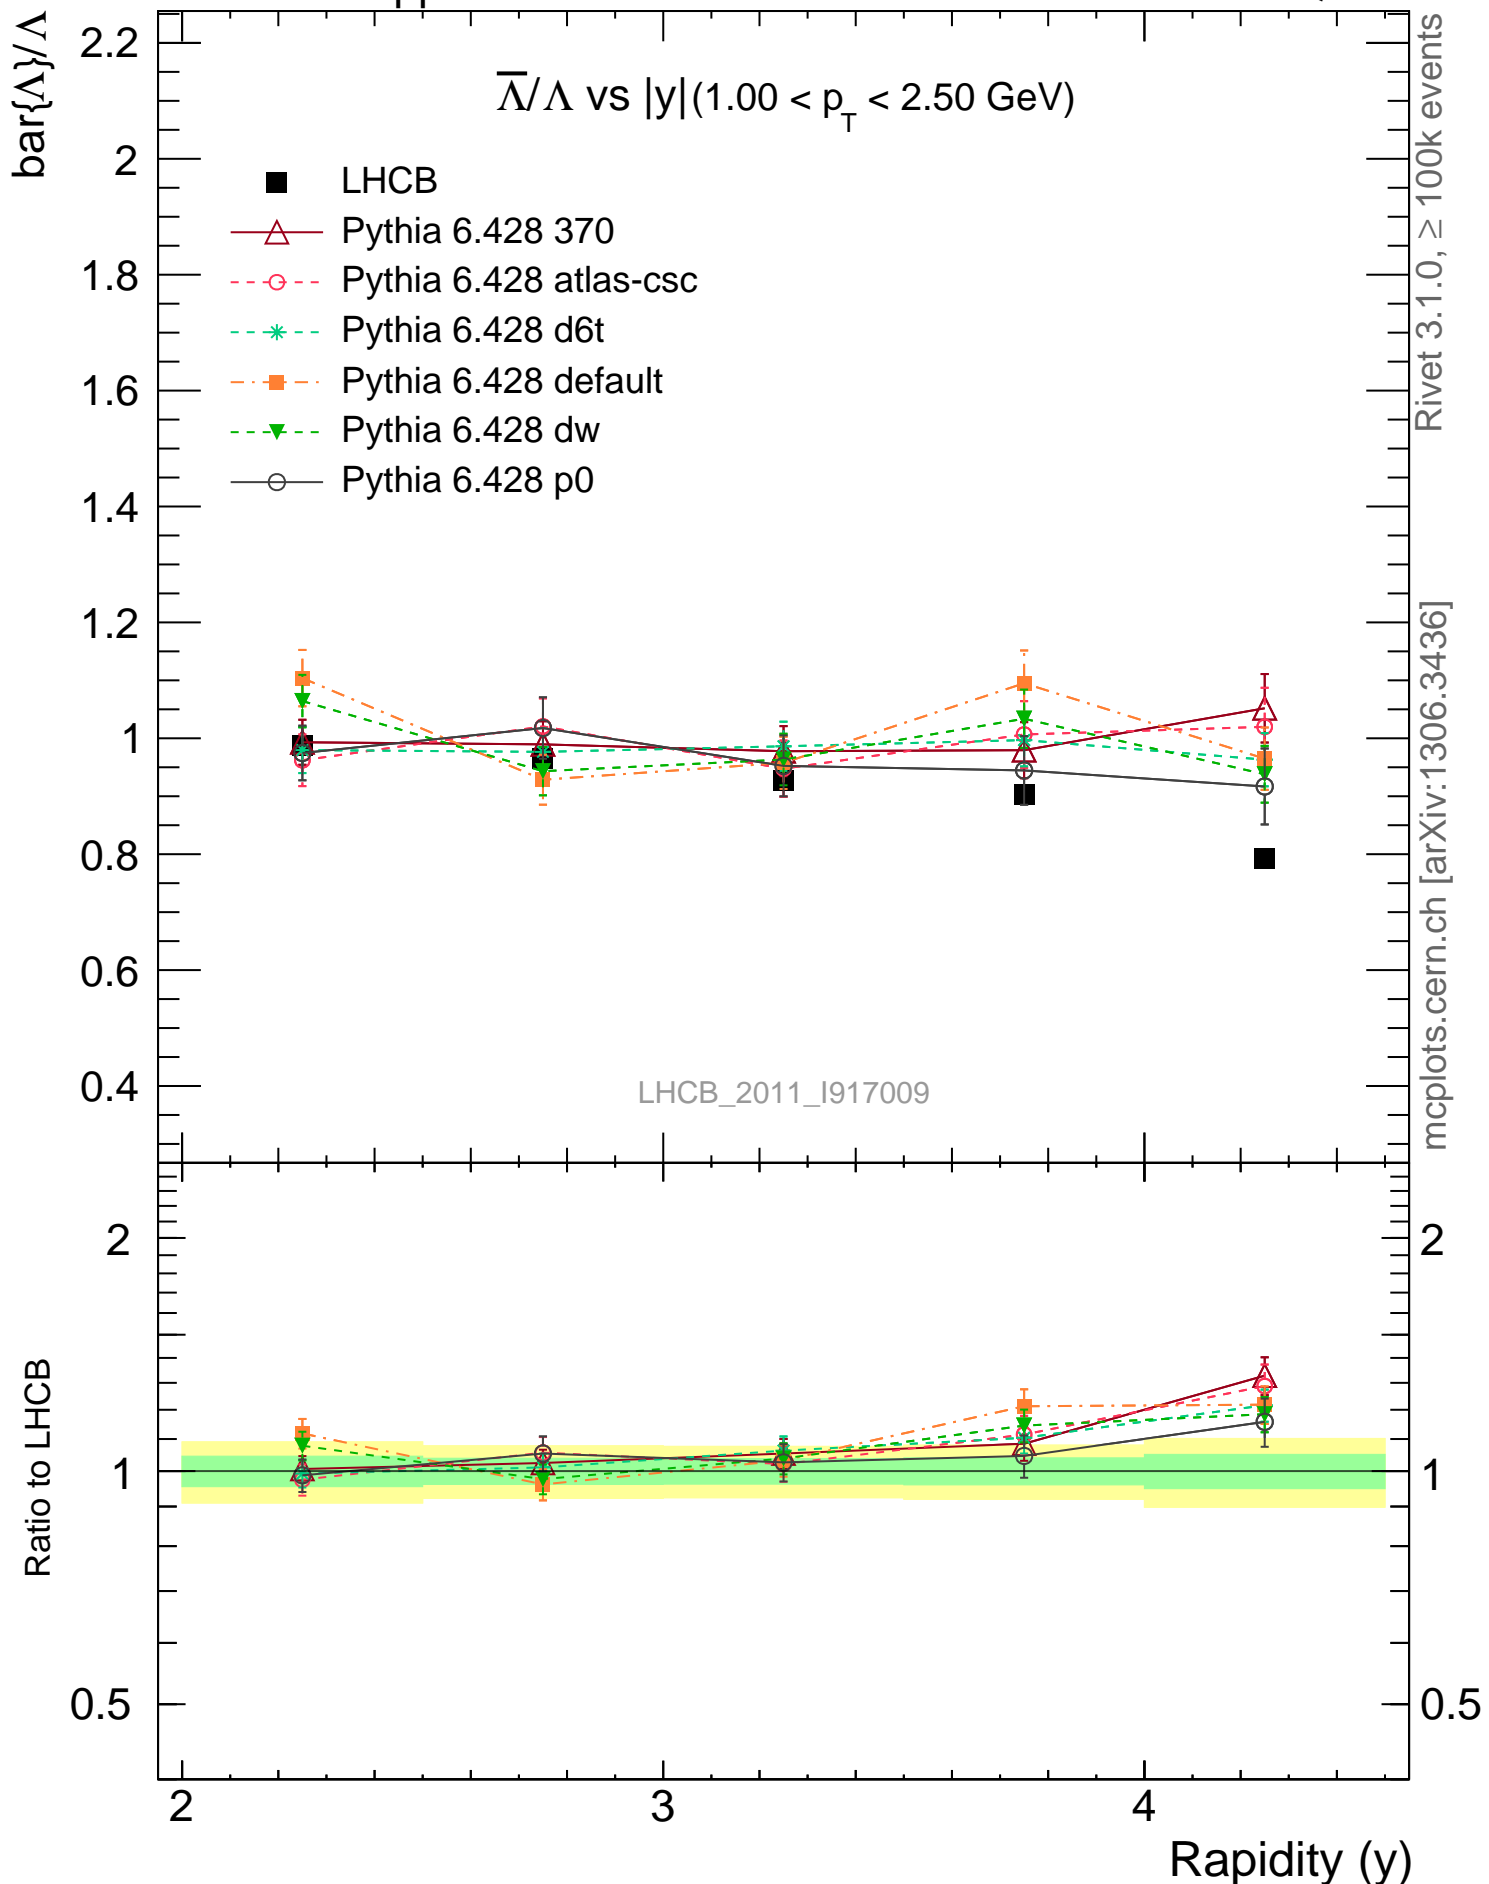 pp
bar{Λ}/Λ
Λ̅/Λ vs |y| (1.00 < p_T < 2.50 GeV)
LHCB
Pythia 6.428 370
Pythia 6.428 atlas-csc
Pythia 6.428 d6t
Pythia 6.428 default
Pythia 6.428 dw
Pythia 6.428 p0
2.2
2
1.8
1.6
1.4
1.2
1
0.8
0.6
0.4
LHCB_2011_I917009
Rivet 3.1.0, ≥ 100k events
mcplots.cern.ch [arXiv:1306.3436]
Ratio to LHCB
2
1
0.5
2
1
0.5
2
3
4
Rapidity (y)